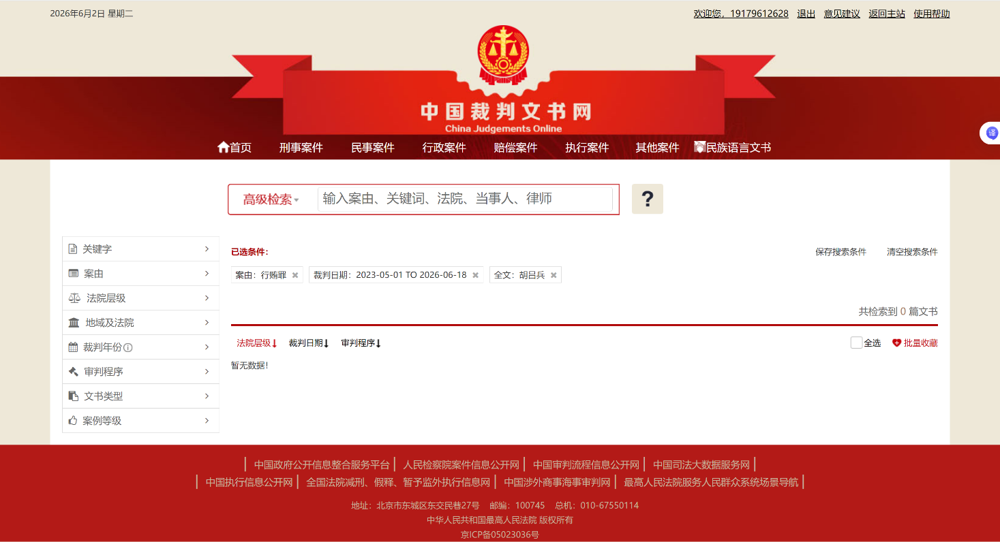 2026年6月2日 星期二 欢迎您，19179612628 退出 意见建议 返回主站 使用帮助
中国裁判文书网
China Judgements Online
首页 刑事案件 民事案件 行政案件 赔偿案件 执行案件 其他案件 民族语言文书
译
高级检索 输入案由、关键词、法院、当事人、律师 ?
关键字
案由
法院层级
地域及法院
裁判年份
审判程序
文书类型
案例等级
已选条件： 保存搜索条件 清空搜索条件
案由：行贿罪 裁判日期：2023-05-01 TO 2026-06-18 全文：胡吕兵
共检索到 0 篇文书
法院层级 裁判日期 审判程序 全选 批量收藏
暂无数据!
中国政府公开信息整合服务平台 人民检察院案件信息公开网 中国审判流程信息公开网 中国司法大数据服务网
中国执行信息公开网 全国法院减刑、假释、暂予监外执行信息网 中国涉外商事海事审判网 最高人民法院服务人民群众系统场景导航
地址：北京市东城区东交民巷27号 邮编：100745 总机：010-67550114
中华人民共和国最高人民法院 版权所有
京ICP备05023036号